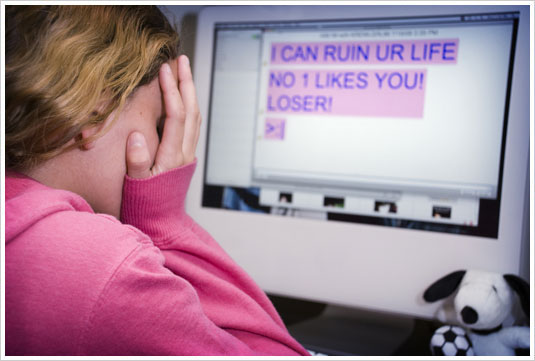 I CAN RUIN UR LIFE
NO 1 LIKES YOU!
LOSER!
>: